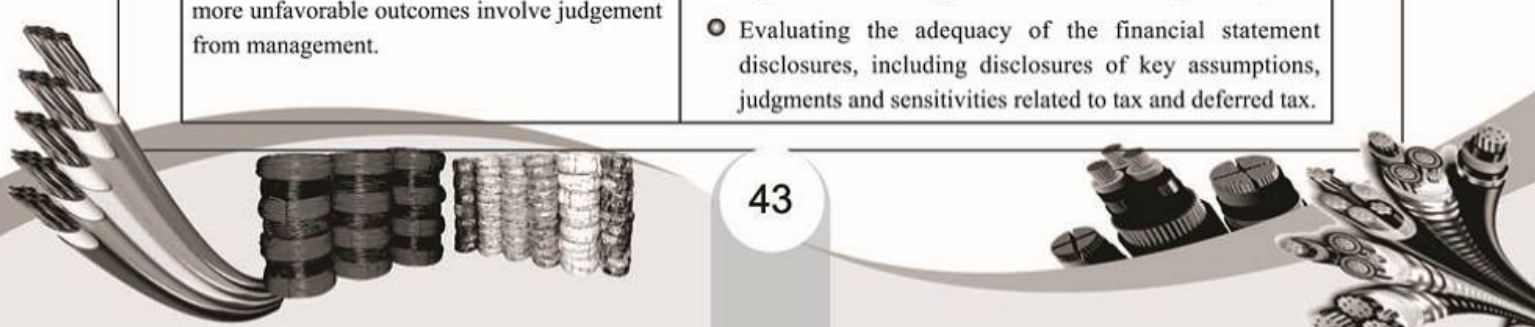 more unfavorable outcomes involve judgement
from management.
Evaluating the adequacy of the financial statement
disclosures, including disclosures of key assumptions,
judgments and sensitivities related to tax and deferred tax.
43